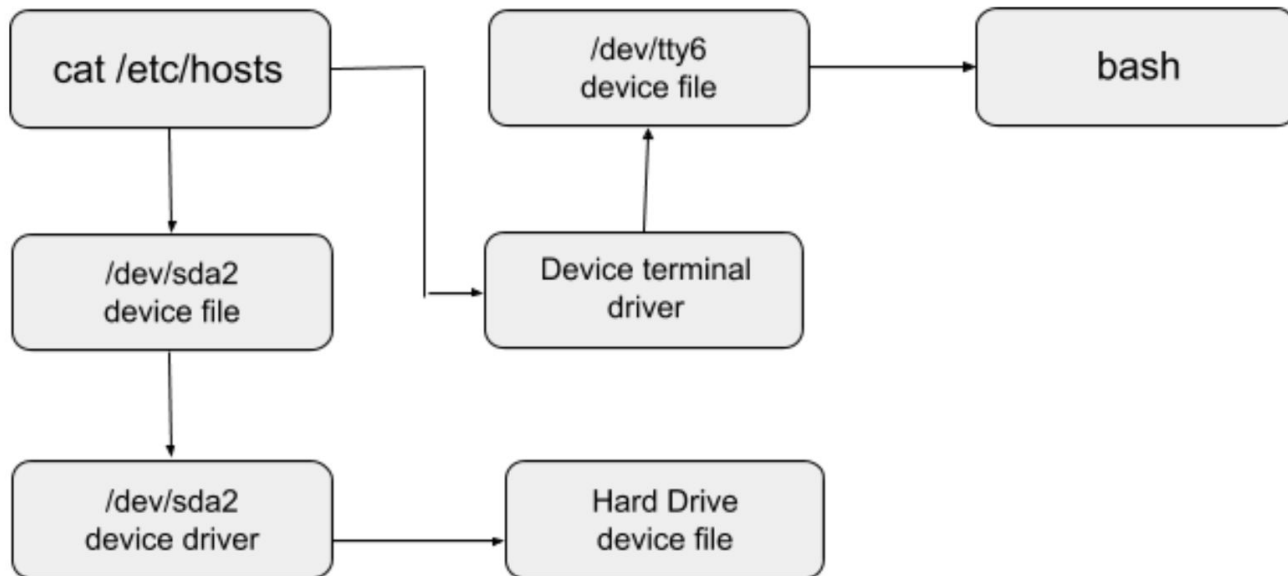 cat /etc/hosts
/dev/tty6
device file
bash
/dev/sda2
device file
Device terminal
driver
/dev/sda2
device driver
Hard Drive
device file